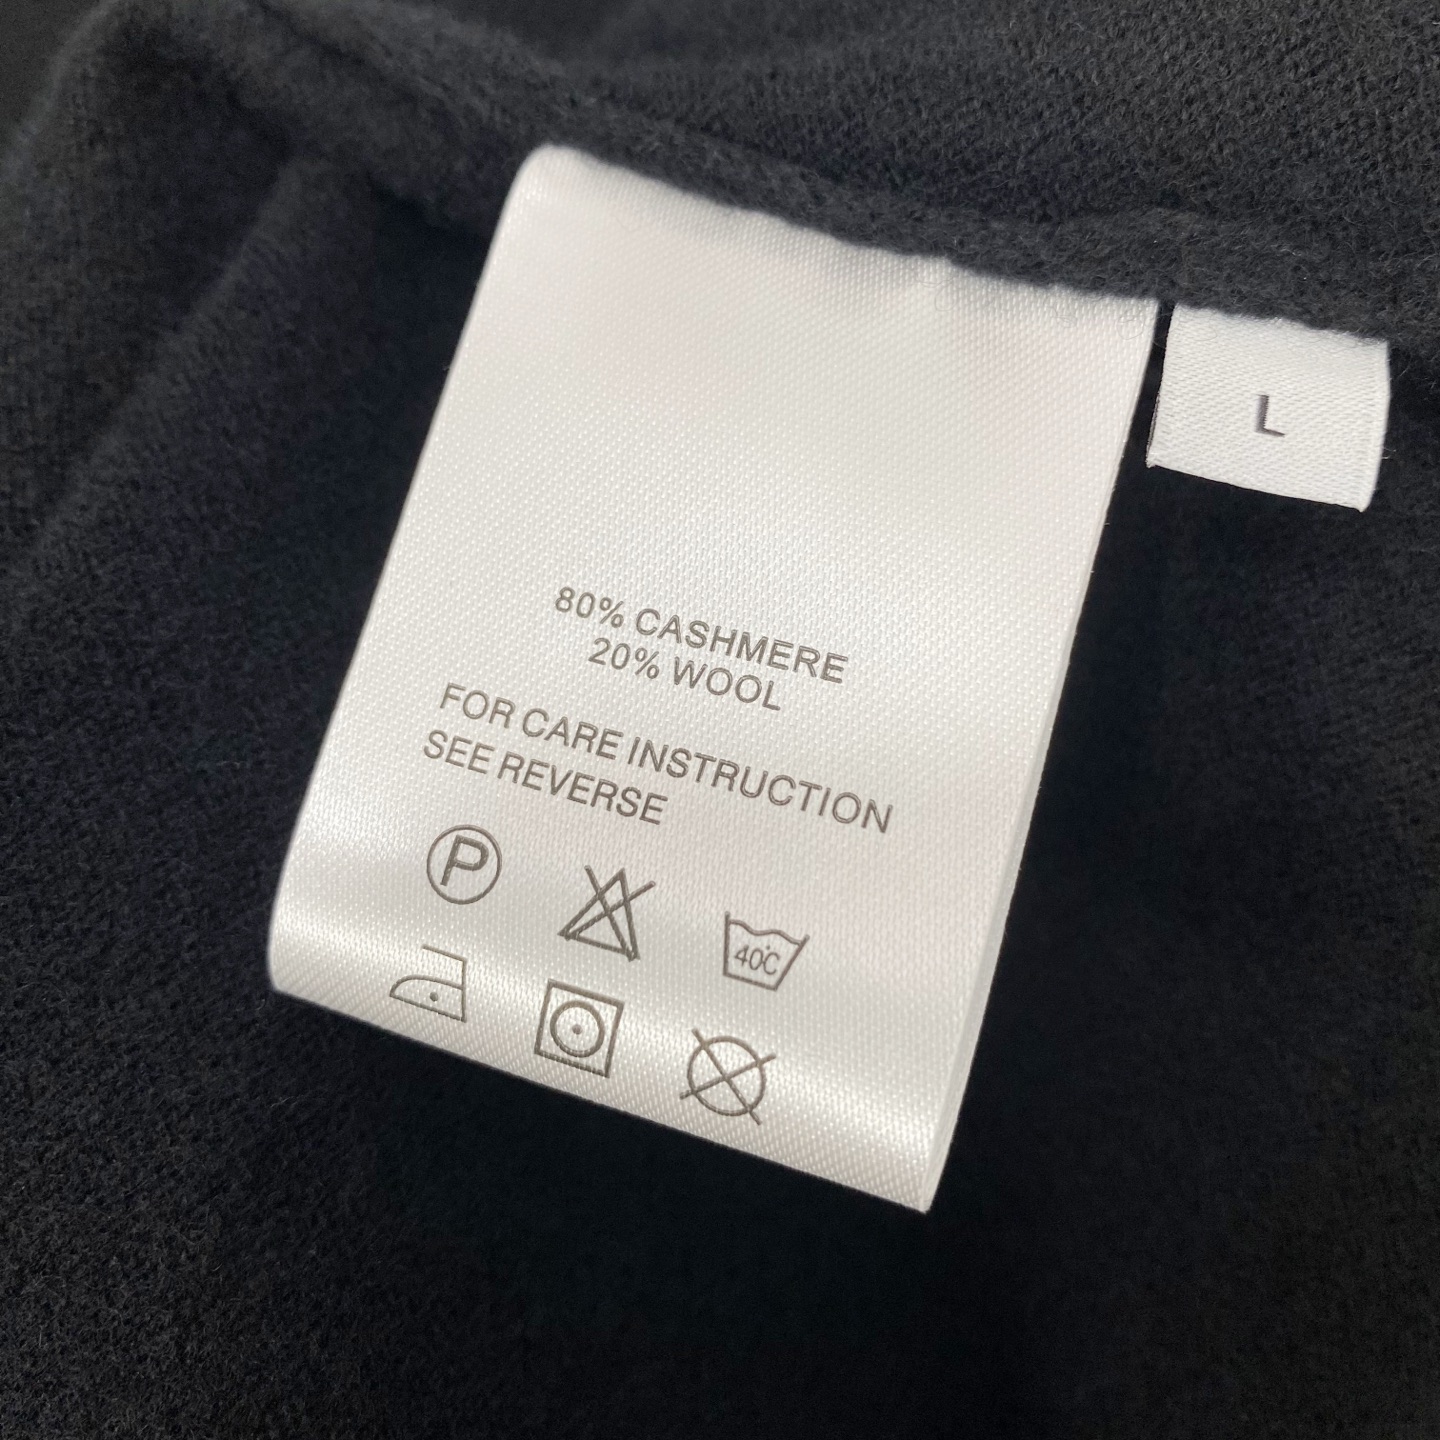 L
80% CASHMERE
20% WOOL
FOR CARE INSTRUCTION
SEE REVERSE
P
40°C